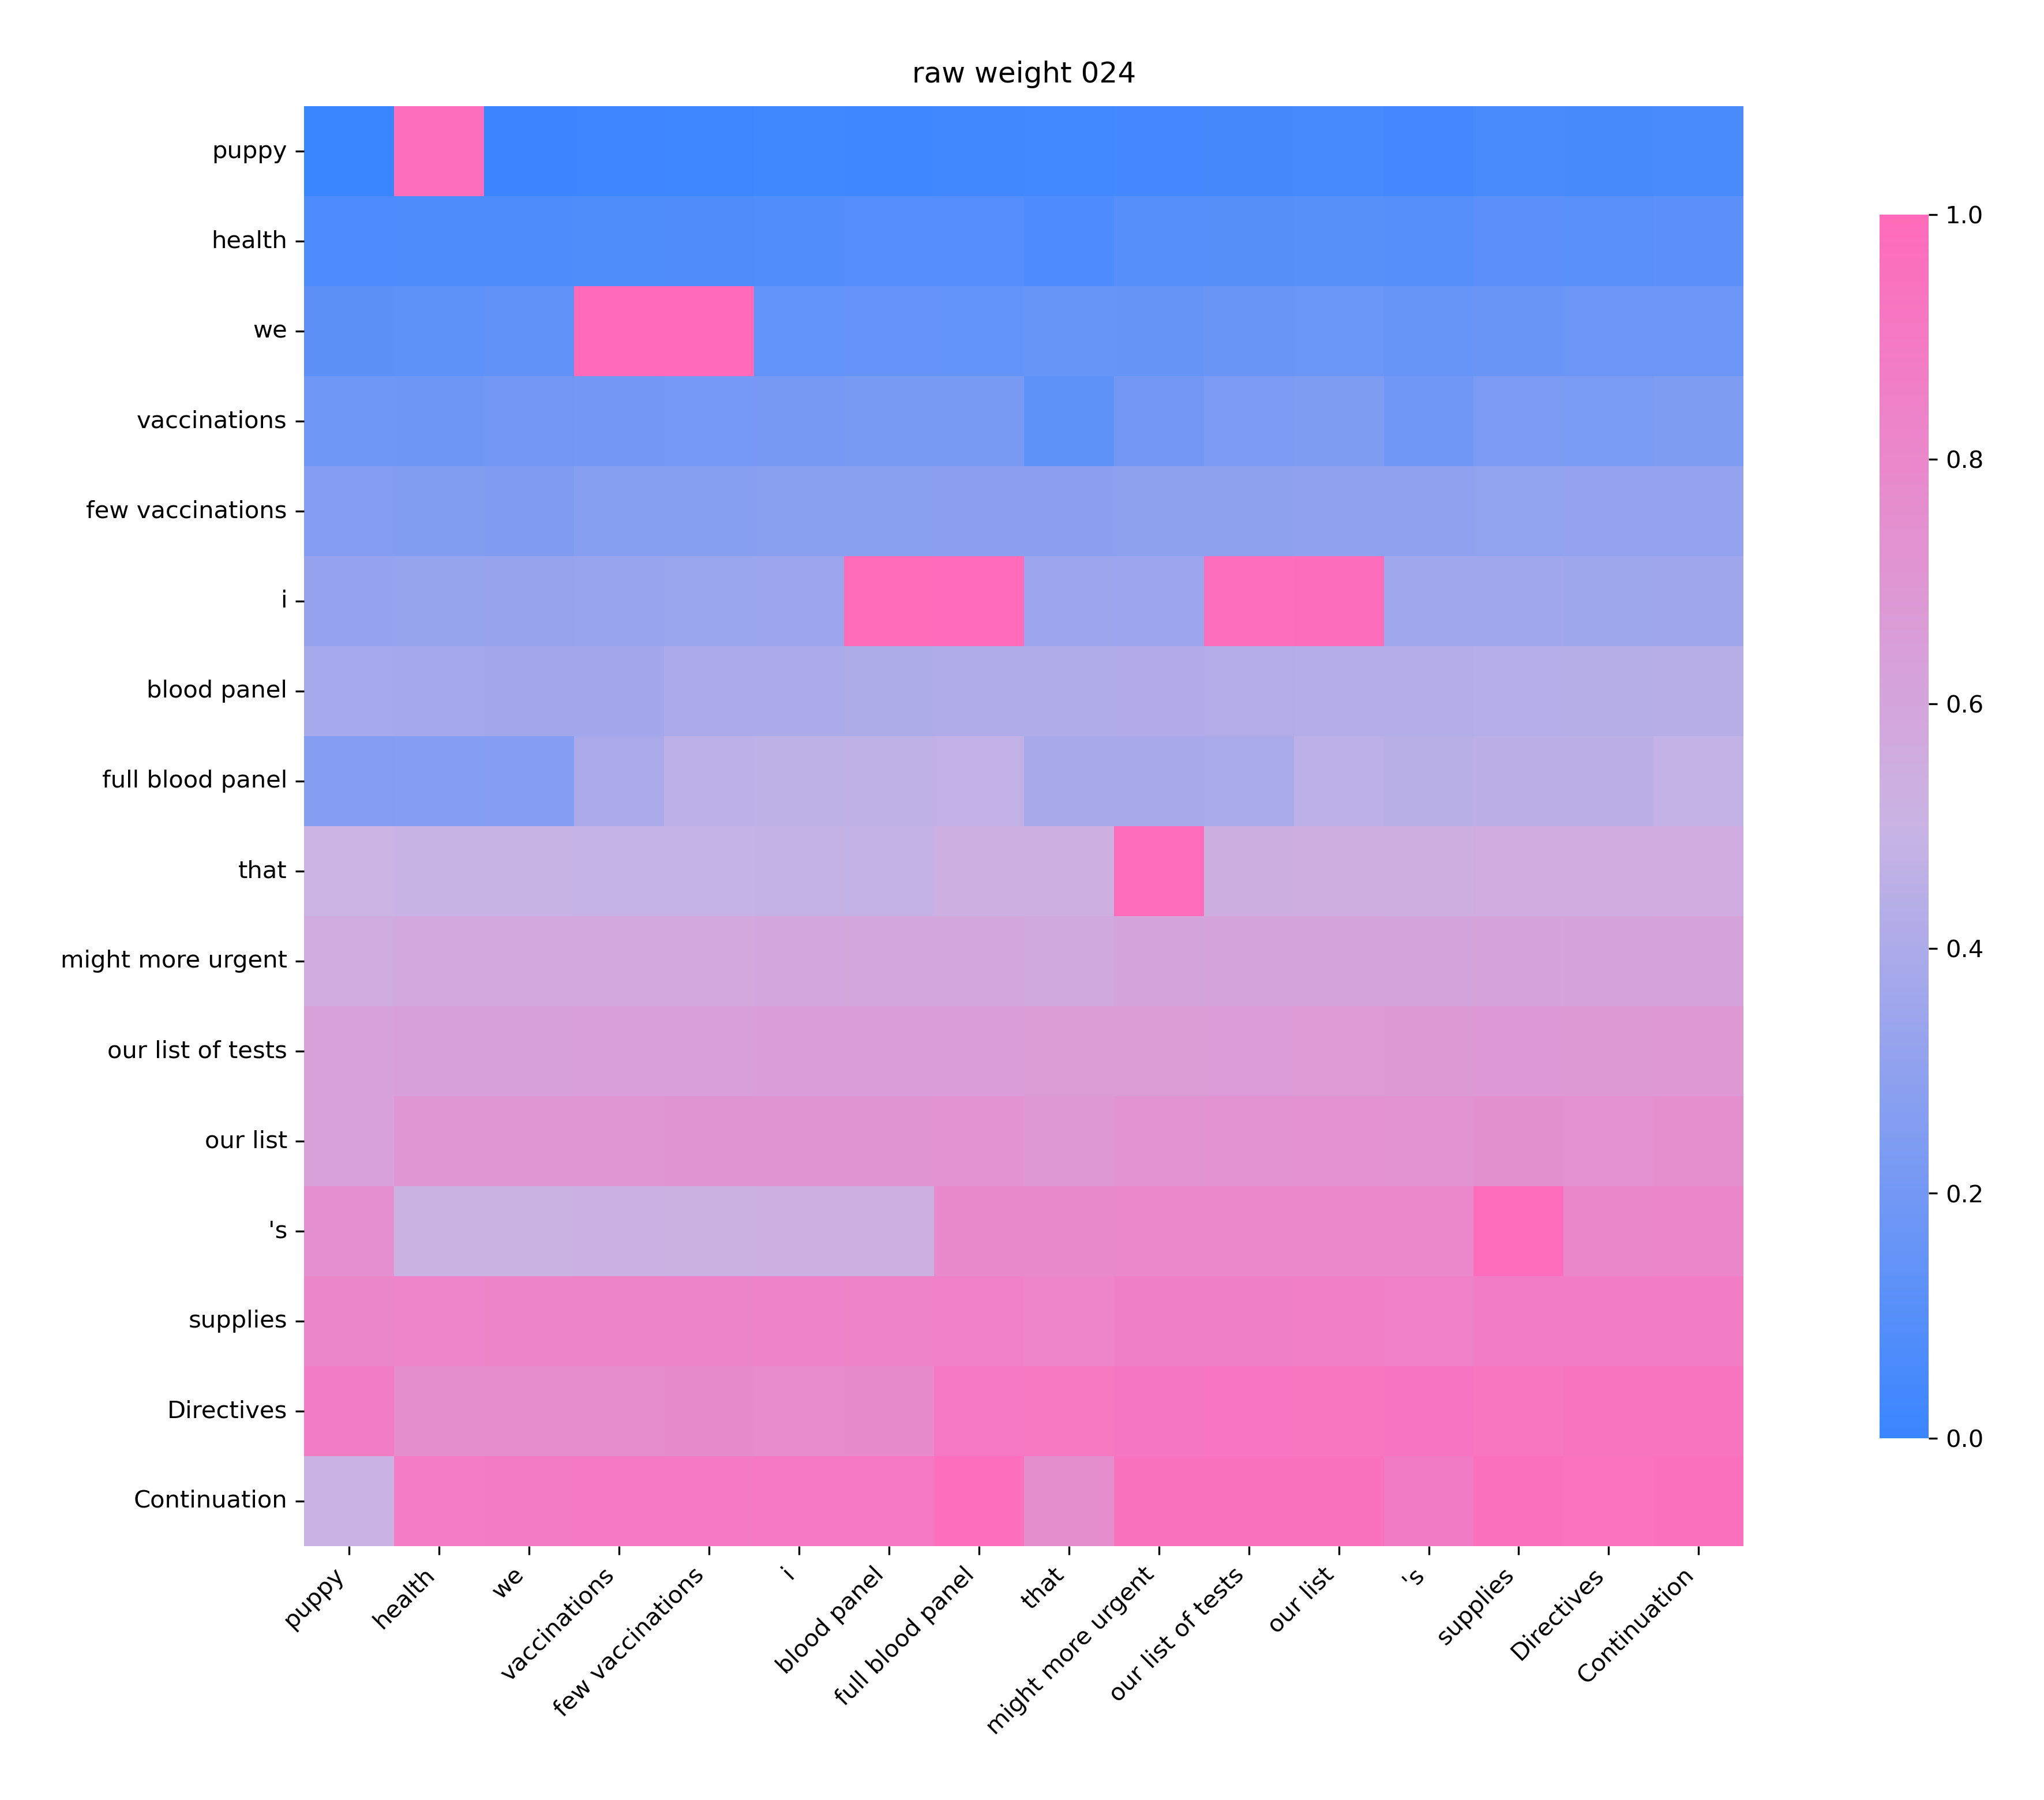 raw weight 024
puppy
health
we
vaccinations
few vaccinations
i
blood panel
full blood panel
that
might more urgent
our list of tests
our list
's
supplies
Directives
Continuation
puppy
health
we
vaccinations
few vaccinations
i
blood panel
full blood panel
that
might more urgent
our list of tests
our list
's
supplies
Directives
Continuation
1.0
0.8
0.6
0.4
0.2
0.0